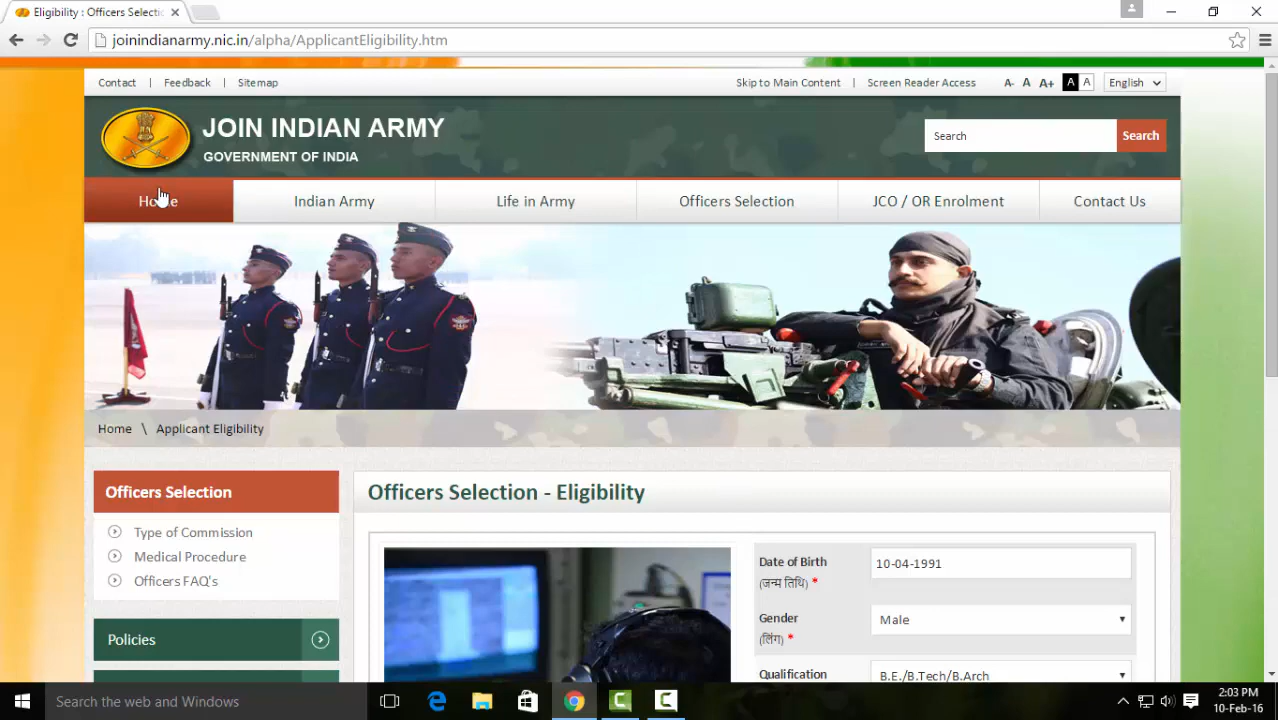 Eligibility : Officers Selecti
joinindianarmy.nic.in/alpha/ApplicantEligibility.htm
Contact | Feedback | Sitemap
Skip to Main Content | Screen Reader Access A- A A+ A A English
JOIN INDIAN ARMY
GOVERNMENT OF INDIA
Search Search
Home Indian Army Life in Army Officers Selection JCO / OR Enrolment Contact Us
Home \ Applicant Eligibility
Officers Selection
Type of Commission
Medical Procedure
Officers FAQ's
Policies
Officers Selection - Eligibility
Date of Birth 10-04-1991
(जन्म तिथि) *
Gender Male
(लिंग) *
Qualification B.E./B.Tech/B.Arch
Search the web and Windows
2:03 PM
10-Feb-16